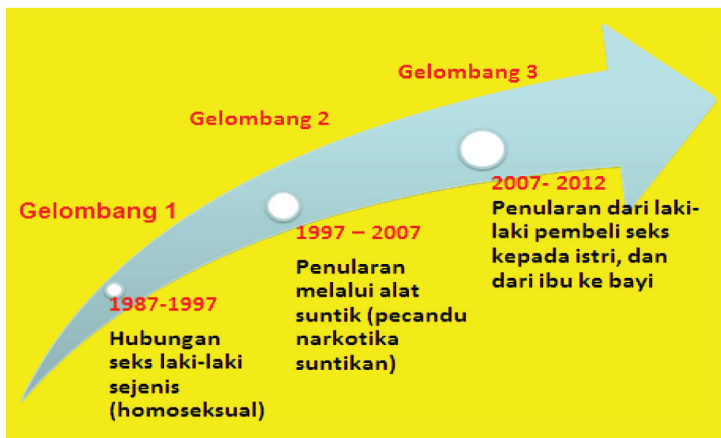 Gelombang 1
1987-1997
Hubungan
seks laki-laki
sejenis
(homoseksual)
Gelombang 2
1997 – 2007
Penularan
melalui alat
suntik (pecandu
narkotika
suntikan)
Gelombang 3
2007- 2012
Penularan dari laki-
laki pembeli seks
kepada istri, dan
dari ibu ke bayi